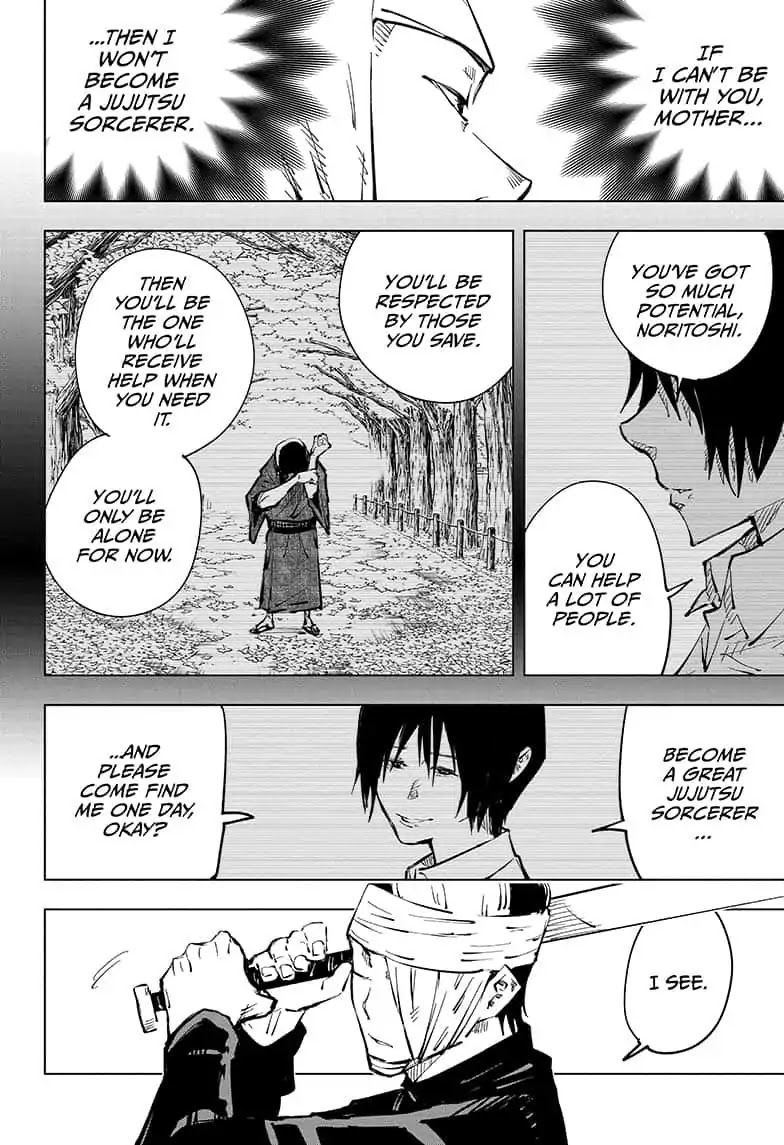 IF
I CAN'T BE
WITH YOU,
MOTHER...
...THEN I
WON'T
BECOME
A JUJUTSU
SORCERER.
YOU'VE GOT
SO MUCH
POTENTIAL,
NORITOSHI.
YOU
CAN HELP
A LOT OF
PEOPLE.
YOU'LL BE
RESPECTED
BY THOSE
YOU SAVE.
THEN
YOU'LL BE
THE ONE
WHO'LL
RECEIVE
HELP WHEN
YOU NEED
IT.
YOU'LL
ONLY BE
ALONE
FOR NOW.
BECOME
A GREAT
JUJUTSU
SORCERER
...
...AND
PLEASE
COME FIND
ME ONE DAY,
OKAY?
I SEE.